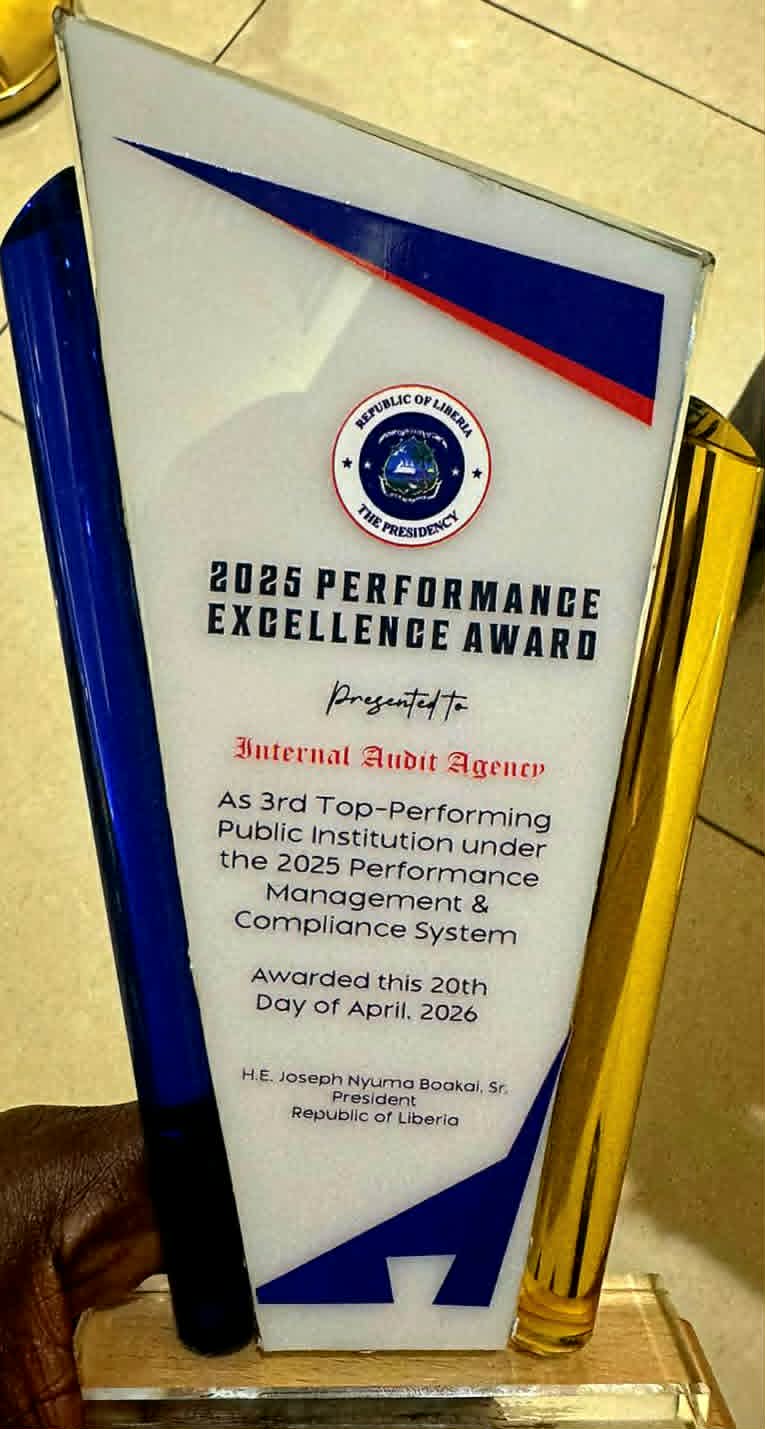 REPUBLIC OF LIBERIA
THE PRESIDENCY
2025 PERFORMANCE
EXCELLENCE AWARD
Presented to
Internal Audit Agency
As 3rd Top-Performing
Public Institution under
the 2025 Performance
Management &
Compliance System
Awarded this 20th
Day of April, 2026
H.E. Joseph Nyuma Boakai, Sr.
President
Republic of Liberia